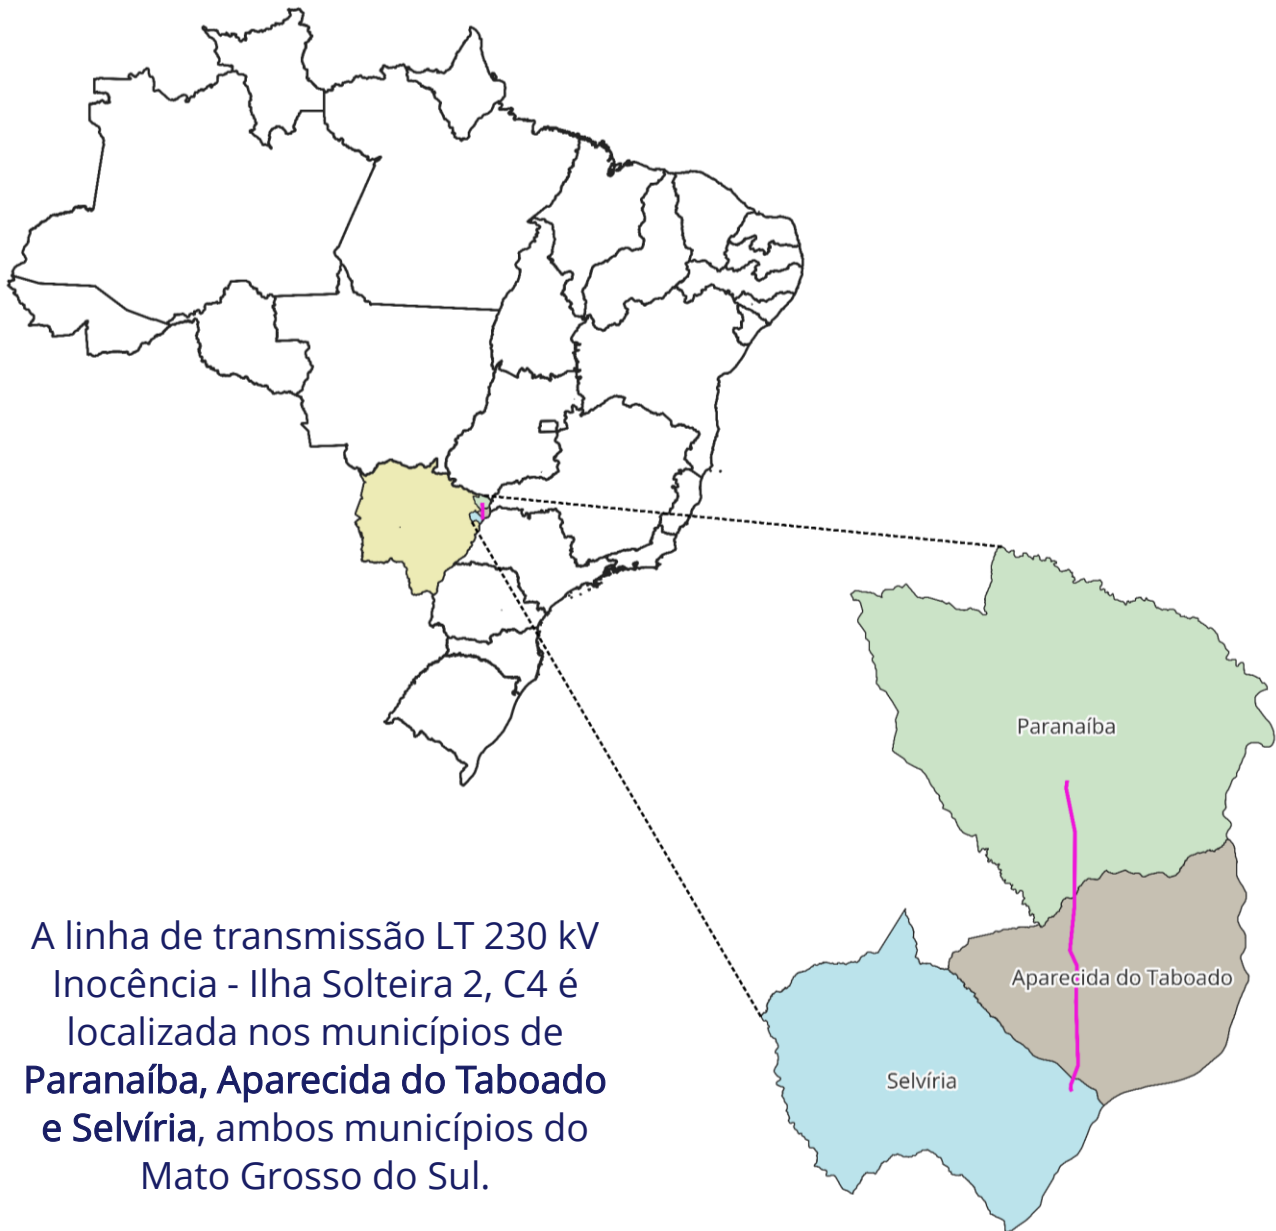 Paranaíba
Aparecida do Taboado
Selvíria
A linha de transmissão LT 230 kV
Inocência - Ilha Solteira 2, C4 é
localizada nos municípios de
Paranaíba, Aparecida do Taboado
e Selvíria, ambos municípios do
Mato Grosso do Sul.